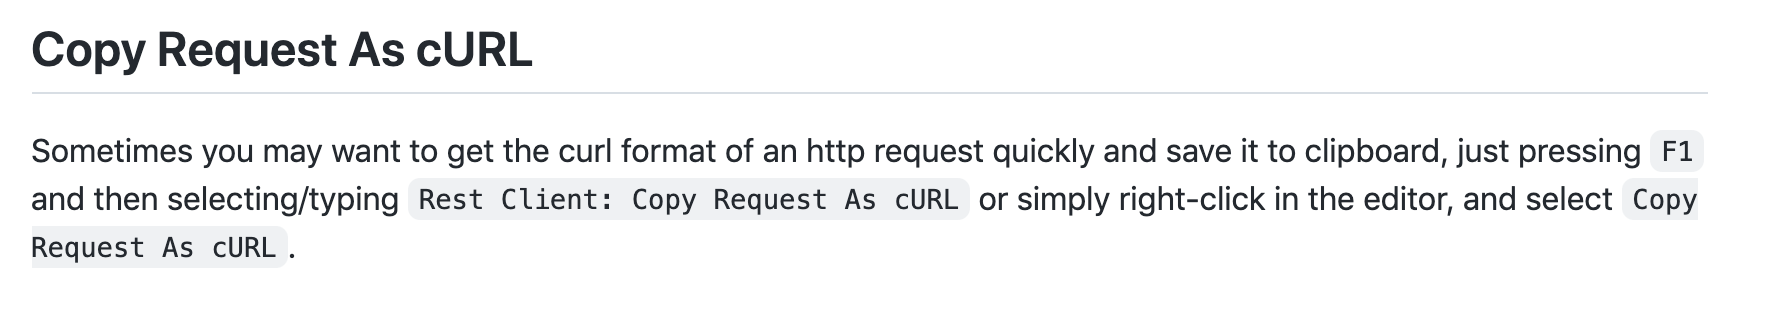 Copy Request As cURL
Sometimes you may want to get the curl format of an http request quickly and save it to clipboard, just pressing F1
and then selecting/typing Rest Client: Copy Request As cURL or simply right-click in the editor, and select Copy
Request As cURL.